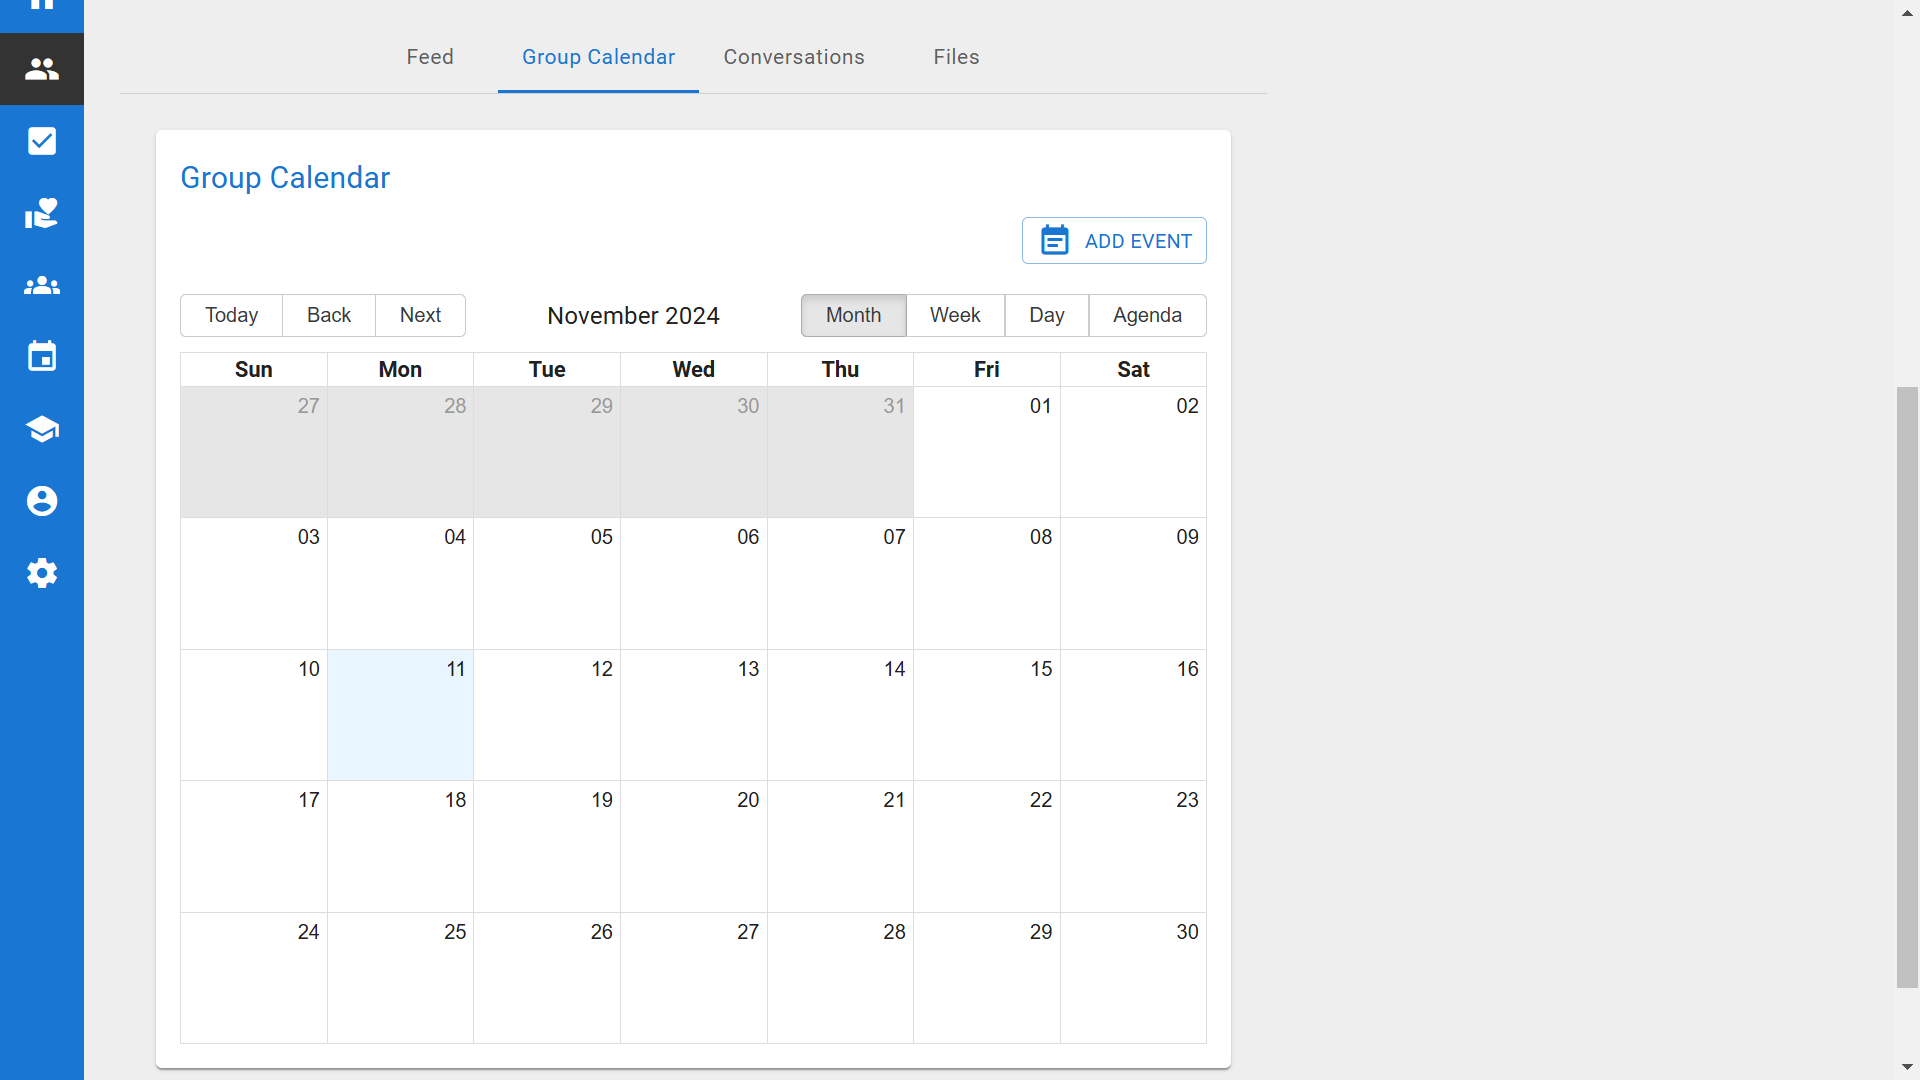 Feed Group Calendar Conversations Files
Group Calendar
ADD EVENT
Today Back Next November 2024 Month Week Day Agenda
Sun Mon Tue Wed Thu Fri Sat
27 28 29 30 31 01 02
03 04 05 06 07 08 09
10 11 12 13 14 15 16
17 18 19 20 21 22 23
24 25 26 27 28 29 30